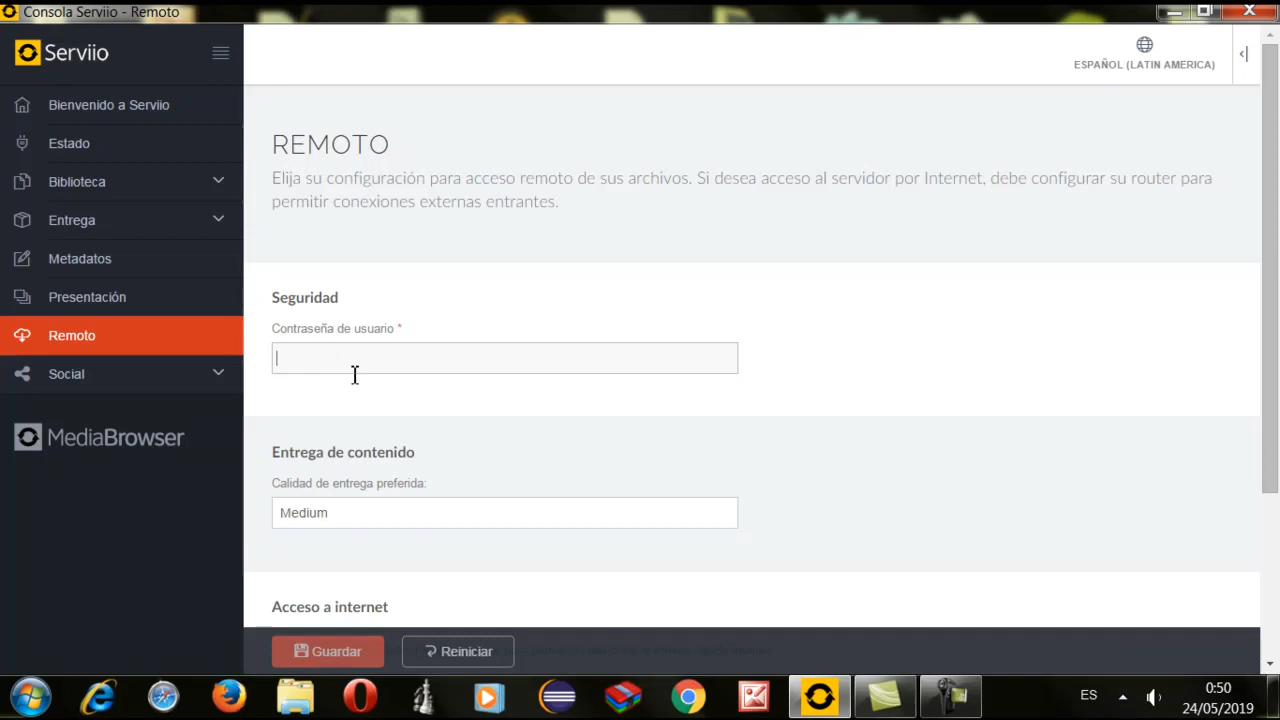 Consola Serviio - Remoto
Serviio
ESPAÑOL (LATIN AMERICA)
Bienvenido a Serviio
Estado
Biblioteca
Entrega
Metadatos
Presentación
Remoto
Social
MediaBrowser
REMOTO
Elija su configuración para acceso remoto de sus archivos. Si desea acceso al servidor por Internet, debe configurar su router para
permitir conexiones externas entrantes.
Seguridad
Contraseña de usuario *
Entrega de contenido
Calidad de entrega preferida:
Medium
Acceso a internet
Guardar
Reiniciar
ES
0:50
24/05/2019